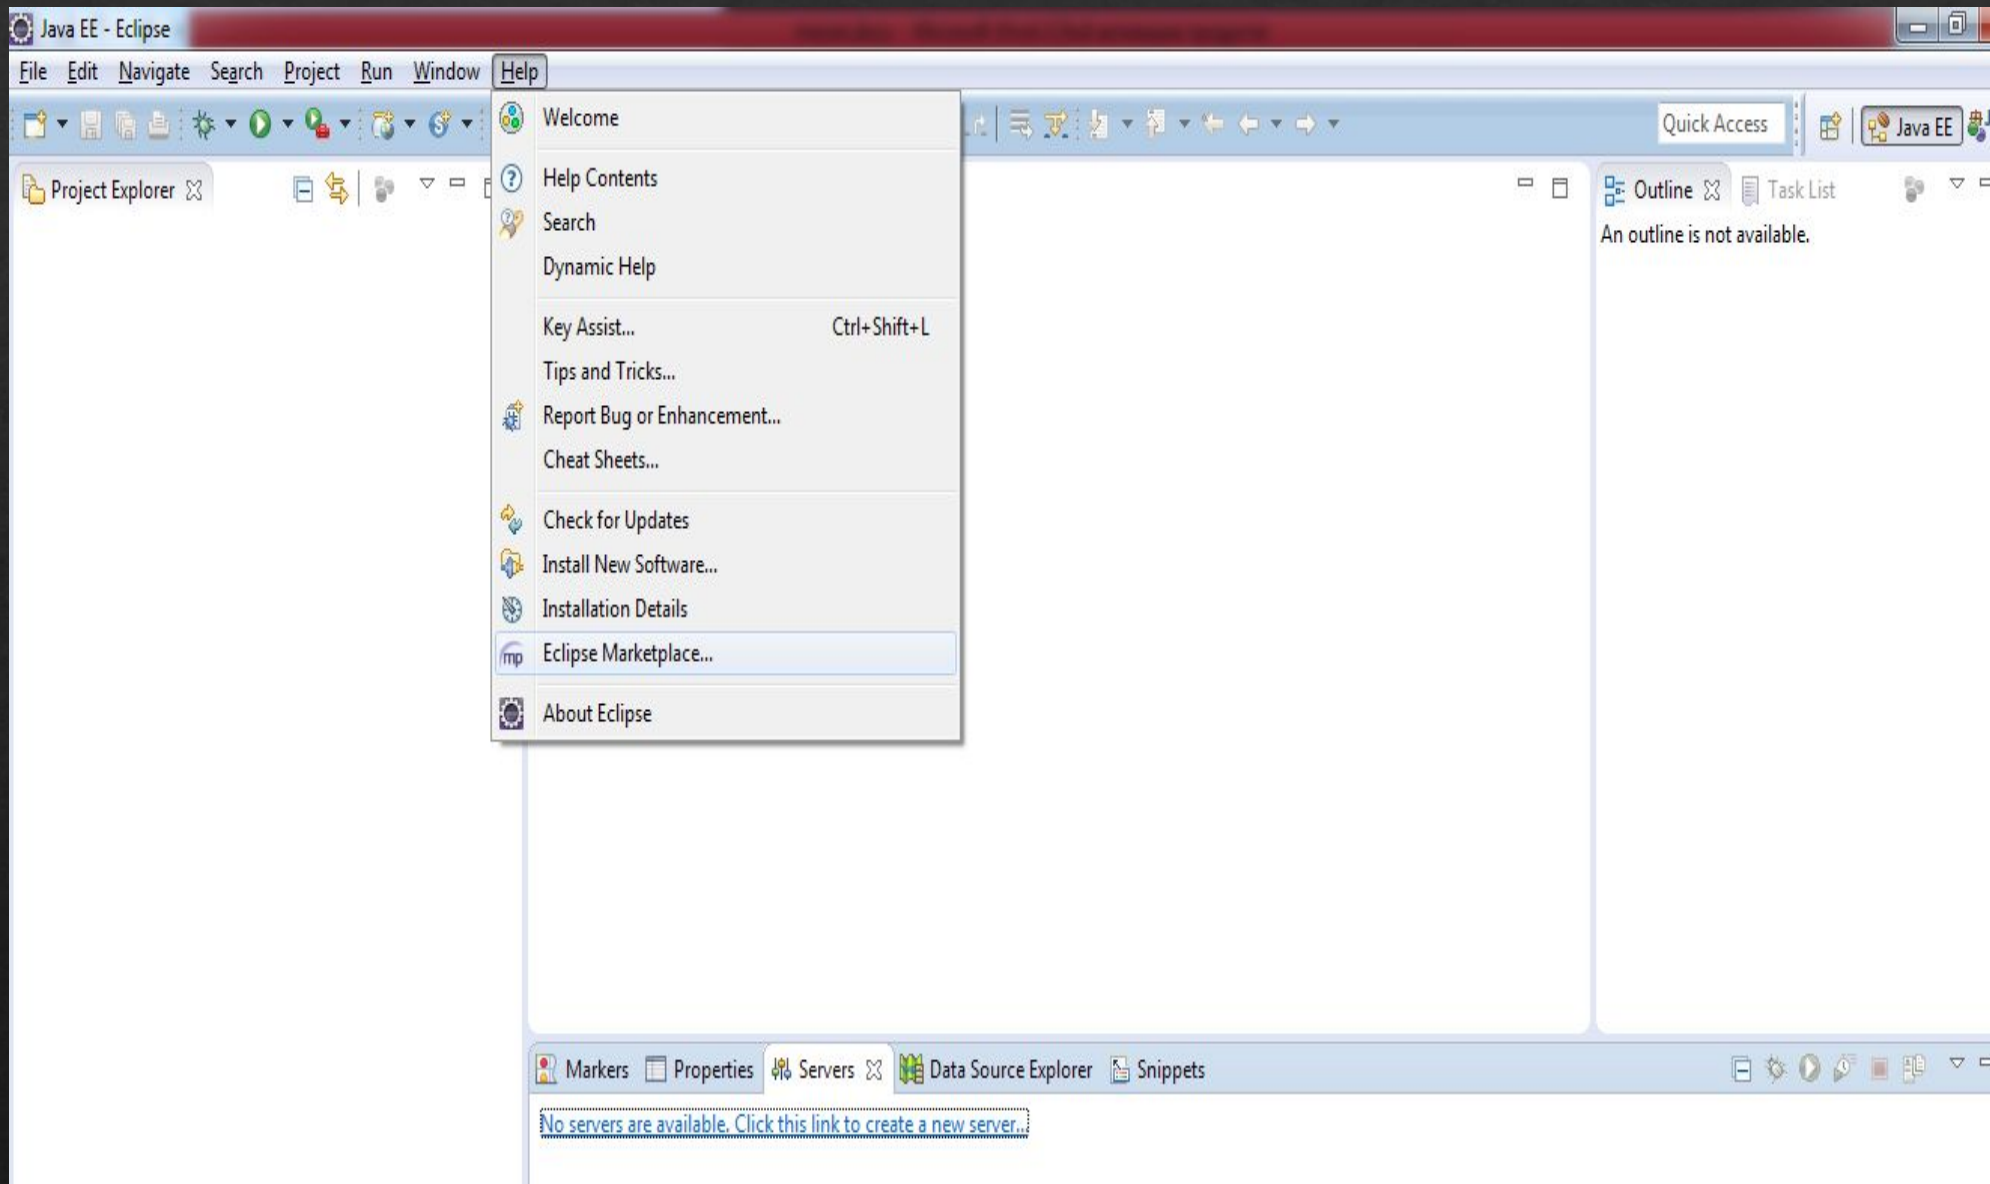 Java EE - Eclipse
File Edit Navigate Search Project Run Window Help
Quick Access Java EE
Project Explorer
Welcome
Help Contents
Search
Dynamic Help
Key Assist... Ctrl+Shift+L
Tips and Tricks...
Report Bug or Enhancement...
Cheat Sheets...
Check for Updates
Install New Software...
Installation Details
mp Eclipse Marketplace...
About Eclipse
Outline Task List
An outline is not available.
Markers Properties Servers Data Source Explorer Snippets
No servers are available. Click this link to create a new server...